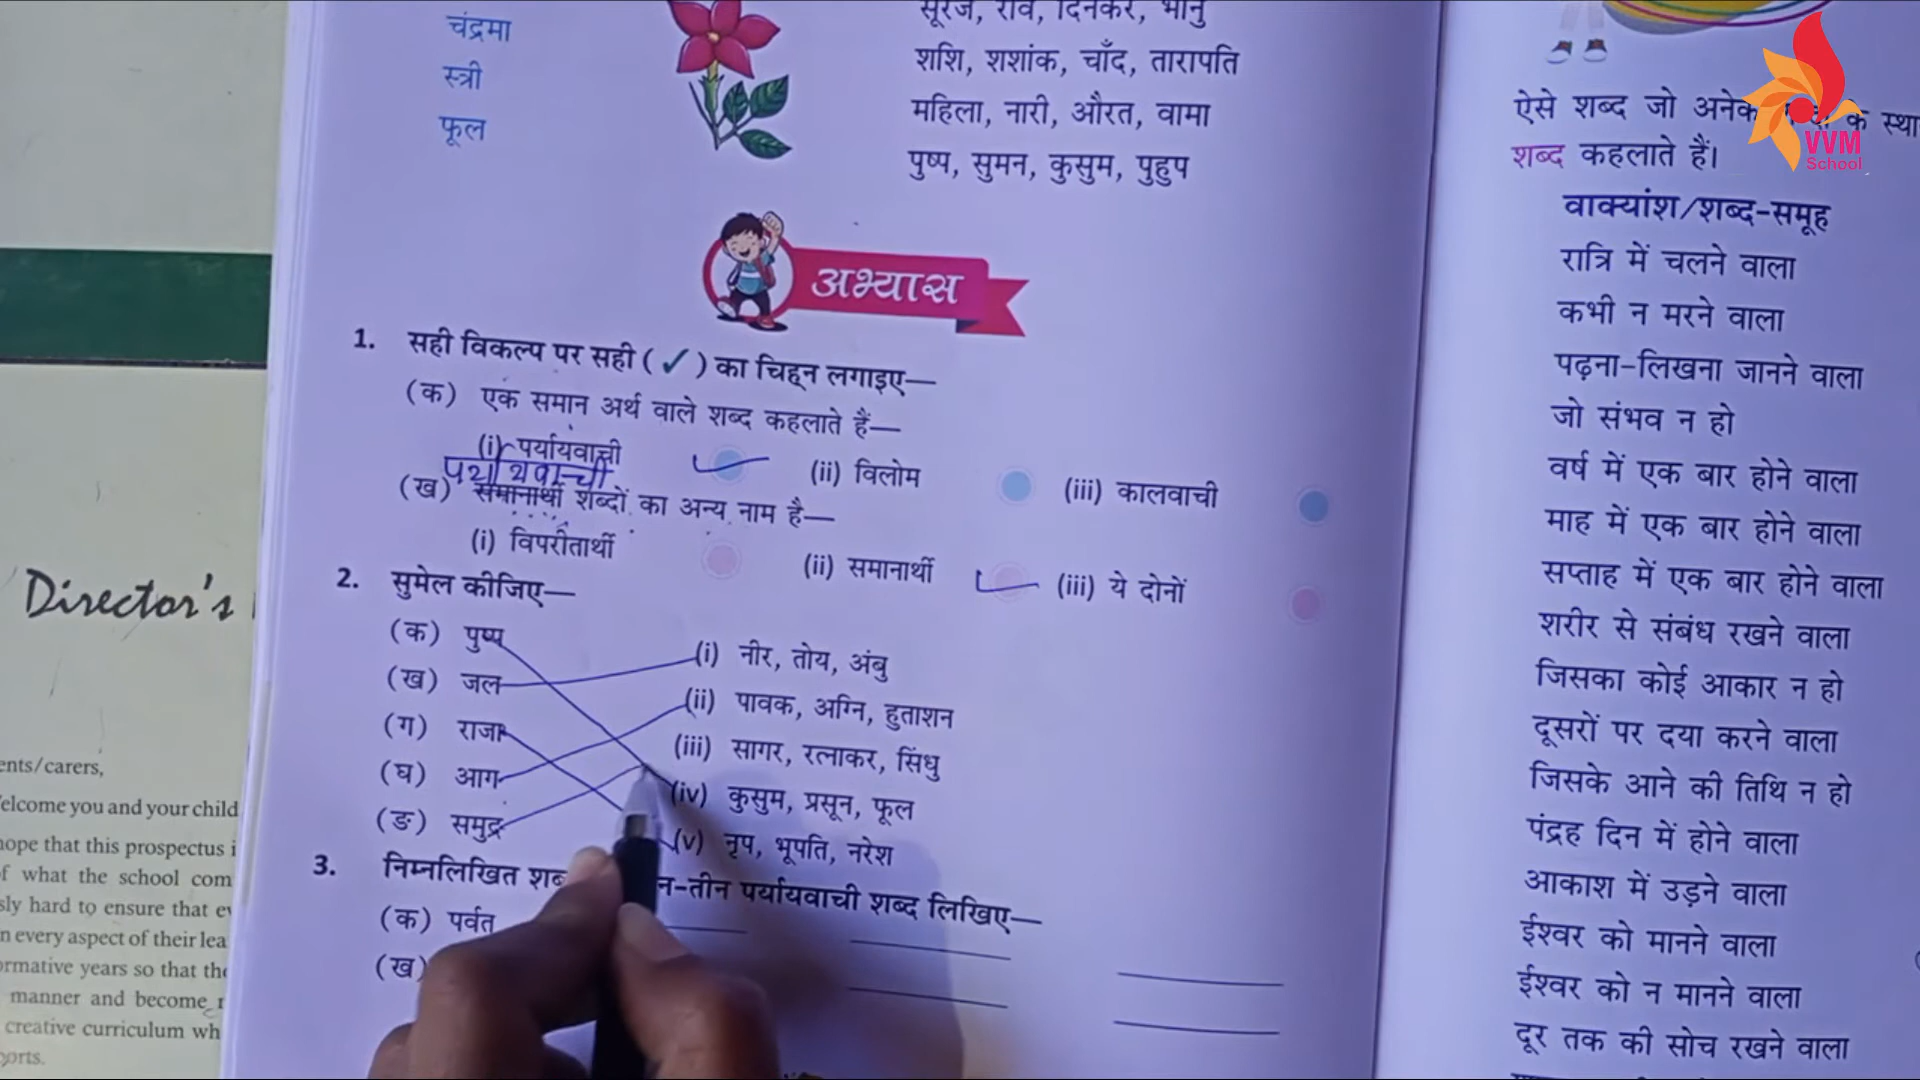 चंद्रमा
स्त्री
फूल
सूरज, रवि, दिनकर, भानु
शशि, शशांक, चाँद, तारापति
महिला, नारी, औरत, वामा
पुष्प, सुमन, कुसुम, पुहुप
अभ्यास
1. सही विकल्प पर सही ( ✓ ) का चिह्न लगाइए—
(क) एक समान अर्थ वाले शब्द कहलाते हैं—
(i) पर्यायवाची (ii) विलोम (iii) कालवाची
पर्यायवाची
(ख) समानार्थी शब्दों का अन्य नाम है—
(i) विपरीतार्थी (ii) समानार्थी (iii) ये दोनों
2. सुमेल कीजिए—
(क) पुष्प (i) नीर, तोय, अंबु
(ख) जल (ii) पावक, अग्नि, हुताशन
(ग) राजा (iii) सागर, रत्नाकर, सिंधु
(घ) आग (iv) कुसुम, प्रसून, फूल
(ङ) समुद्र (v) नृप, भूपति, नरेश
3. निम्नलिखित न-तीन पर्यायवाची शब्द लिखिए—
(क) पर्वत
(ख)
ऐसे शब्द जो अनेक के
शब्द कहलाते हैं।
वाक्यांश/शब्द-समूह
रात्रि में चलने वाला
कभी न मरने वाला
पढ़ना-लिखना जानने वाला
जो संभव न हो
वर्ष में एक बार होने वाला
माह में एक बार होने वाला
सप्ताह में एक बार होने वाला
शरीर से संबंध रखने वाला
जिसका कोई आकार न हो
दूसरों पर दया करने वाला
जिसके आने की तिथि न हो
पंद्रह दिन में होने वाला
आकाश में उड़ने वाला
ईश्वर को मानने वाला
ईश्वर को न मानने वाला
दूर तक की सोच रखने वाला
VVM
School
Director's
ents/carers,
elcome you and your child
hope that this prospectus i
f what the school com
sly hard to ensure that ev
n every aspect of their lea
ormative years so that the
manner and become
creative curriculum wh
orts.